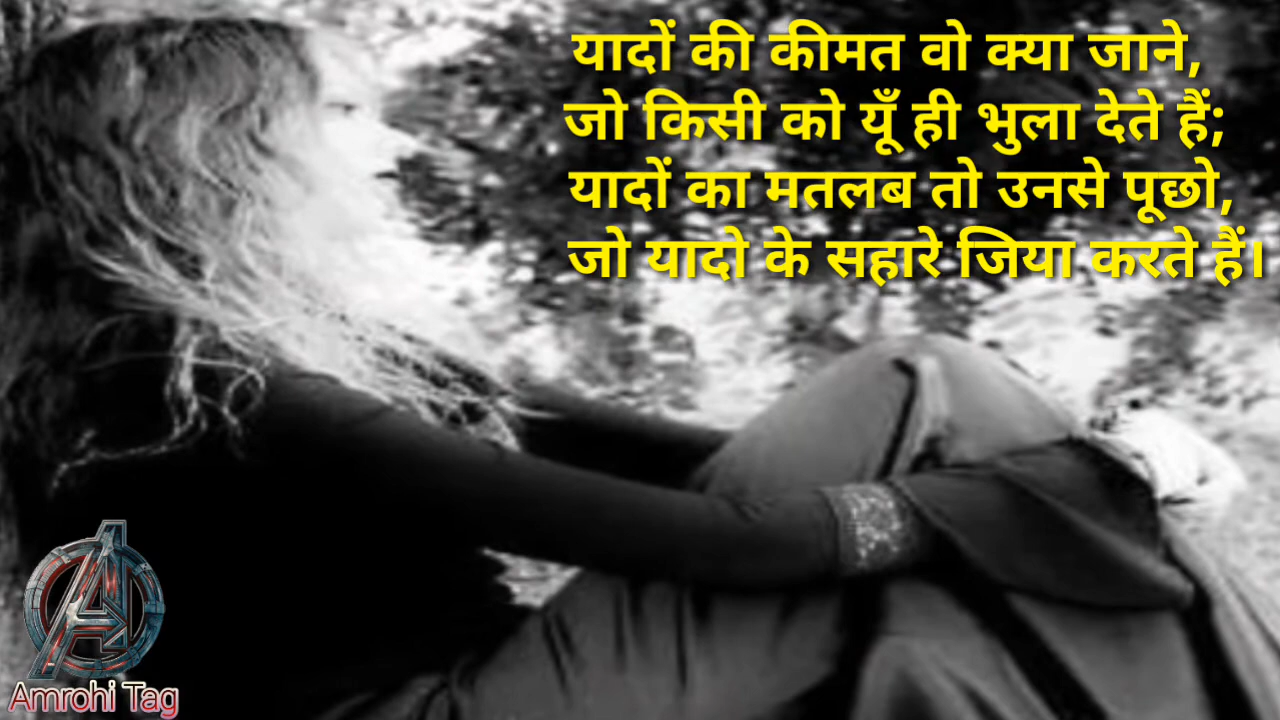 यादों की कीमत वो क्या जाने,
जो किसी को यूँ ही भुला देते हैं;
यादों का मतलब तो उनसे पूछो,
जो यादो के सहारे जिया करते हैं।
Amrohi Tag